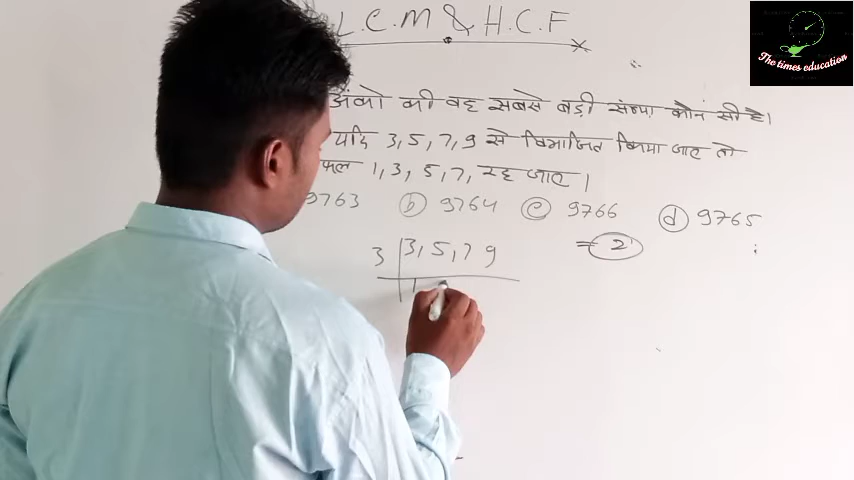 L.C.M & H.C.F
The times education
अंको की वह सबसे बड़ी संख्या कौन सी है।
यदि 3,5,7,9 से विभाजित किया जाए तो
फल 1,3,5,7, रह जाए।
9763 (b) 9764 (c) 9766 (d) 9765
= 2
3 | 3,5,7 9
1